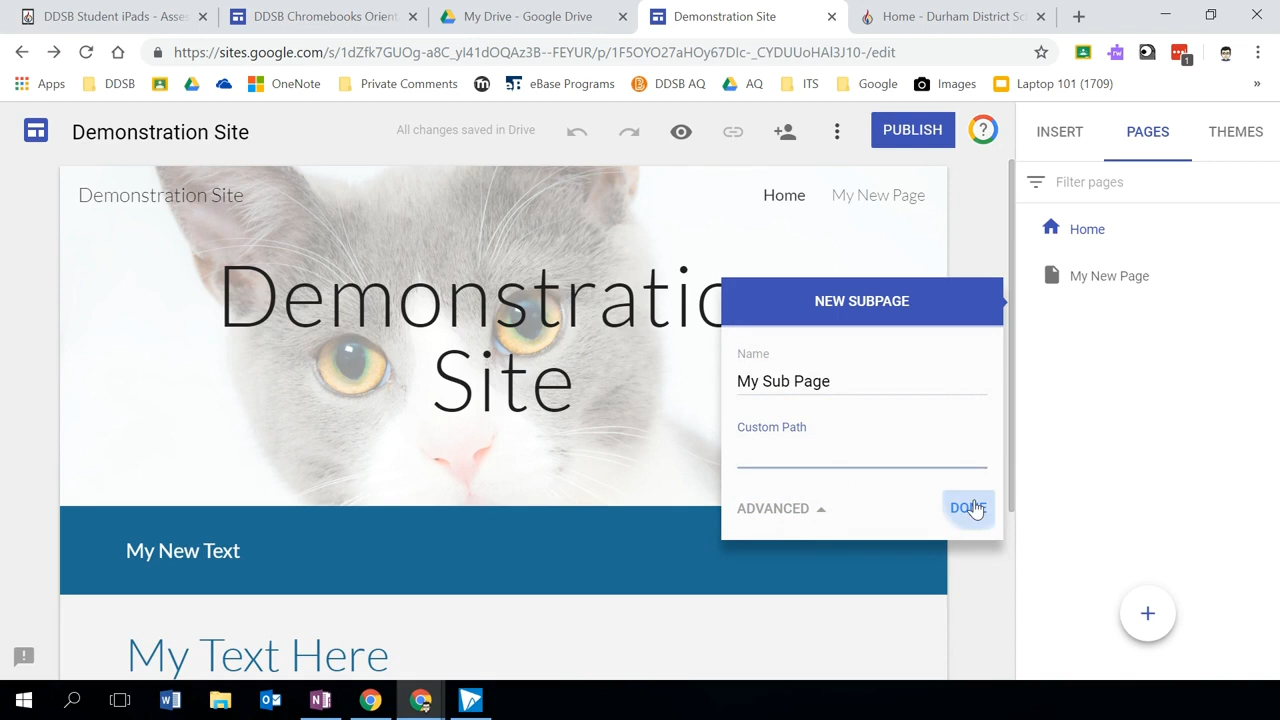 DDSB Student iPads - Asses
DDSB Chromebooks Orient
My Drive - Google Drive
Demonstration Site
Home - Durham District Sc
https://sites.google.com/s/1dZfk7GUOg-a8C_yl41dOQAz3B--FEYUR/p/1F5OYO27aHOy67DIc-_CYDUUoHAl3J10-/edit
1
Apps
DDSB
OneNote
Private Comments
eBase Programs
DDSB AQ
AQ
ITS
Google
Images
Laptop 101 (1709)
»
Demonstration Site
All changes saved in Drive
PUBLISH
?
INSERT
PAGES
THEMES
Filter pages
Demonstration Site
Home
My New Page
Home
My New Page
Demonstratio
Site
NEW SUBPAGE
Name
My Sub Page
Custom Path
ADVANCED
DONE
My New Text
My Text Here